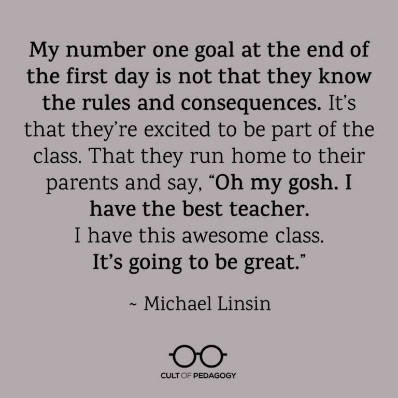 My number one goal at the end of
the first day is not that they know
the rules and consequences. It's
that they're excited to be part of the
class. That they run home to their
parents and say, "Oh my gosh. I
have the best teacher.
I have this awesome class.
It's going to be great."
~ Michael Linsin
CULT OF PEDAGOGY